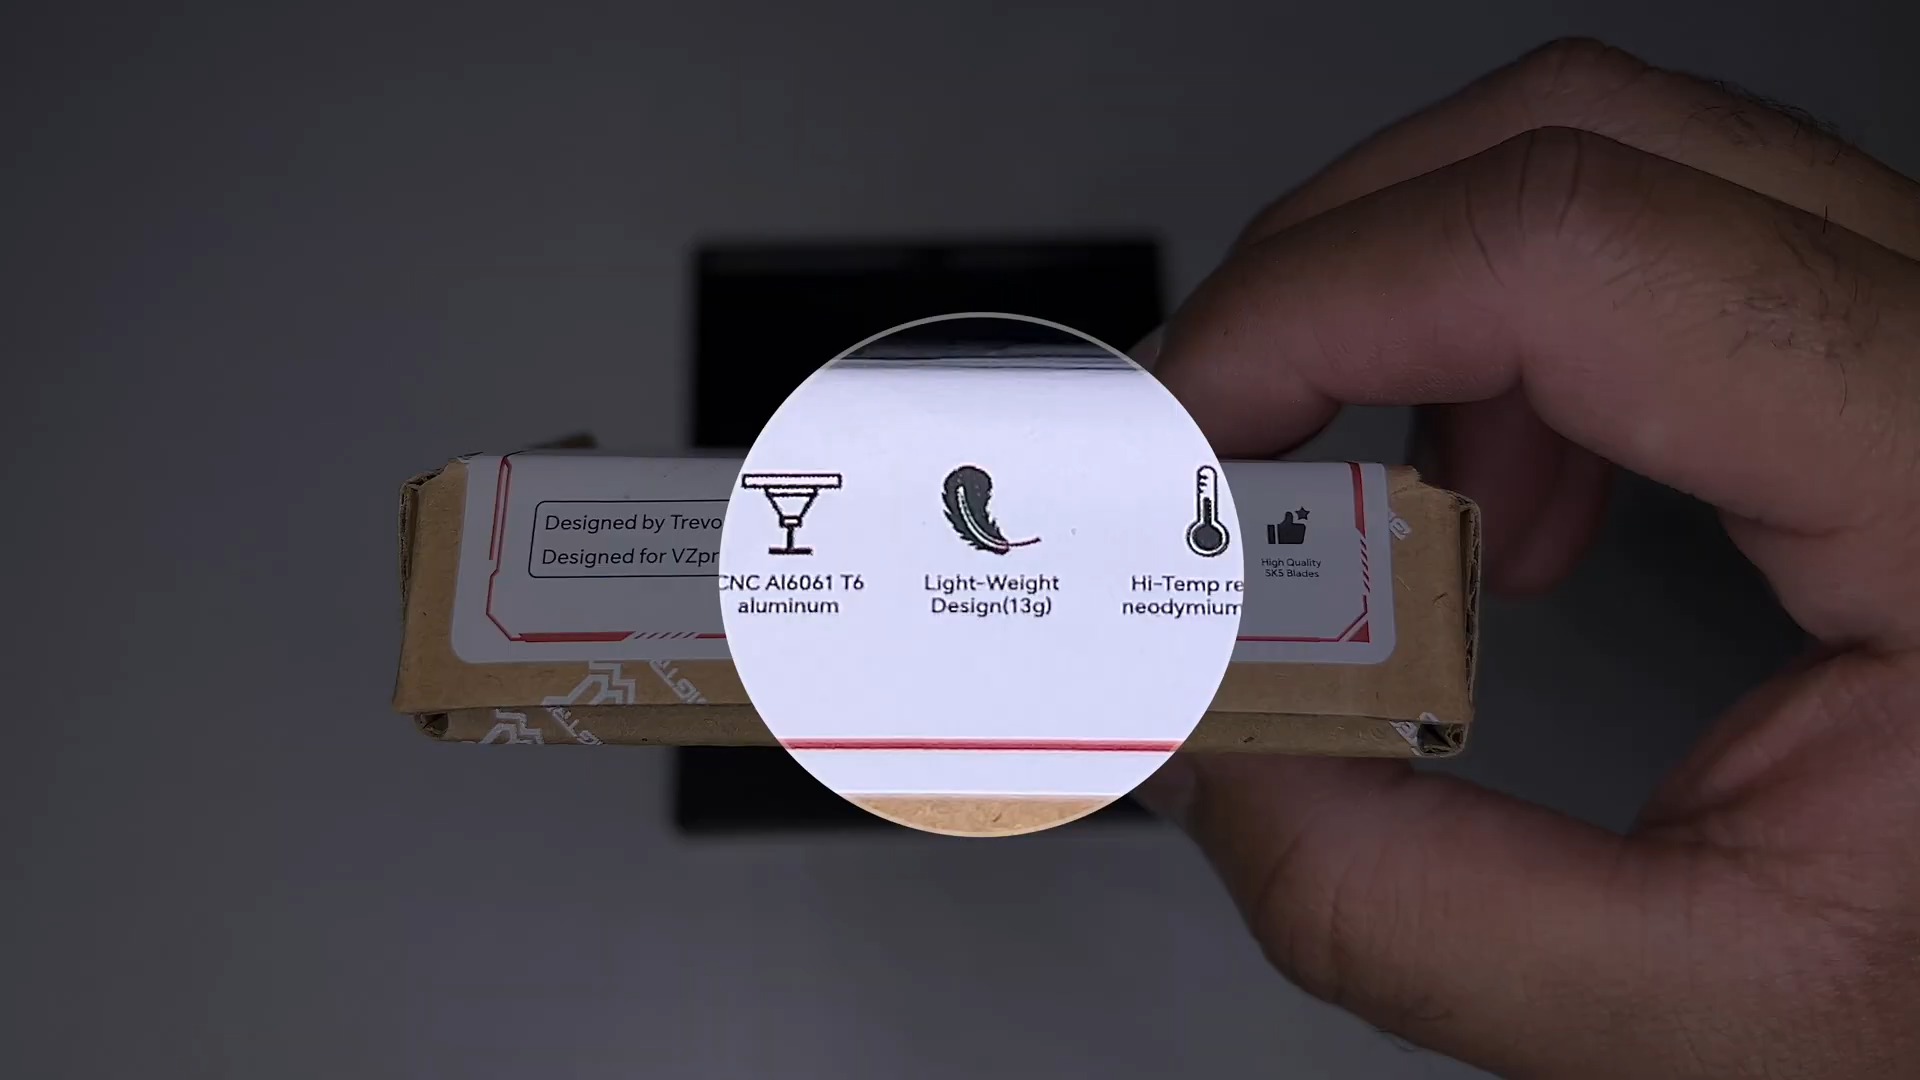 Designed by Trevo
Designed for VZpr
CNC Al6061 T6
aluminum
Light-Weight
Design(13g)
Hi-Temp re
neodymium
High Quality
SK5 Blades